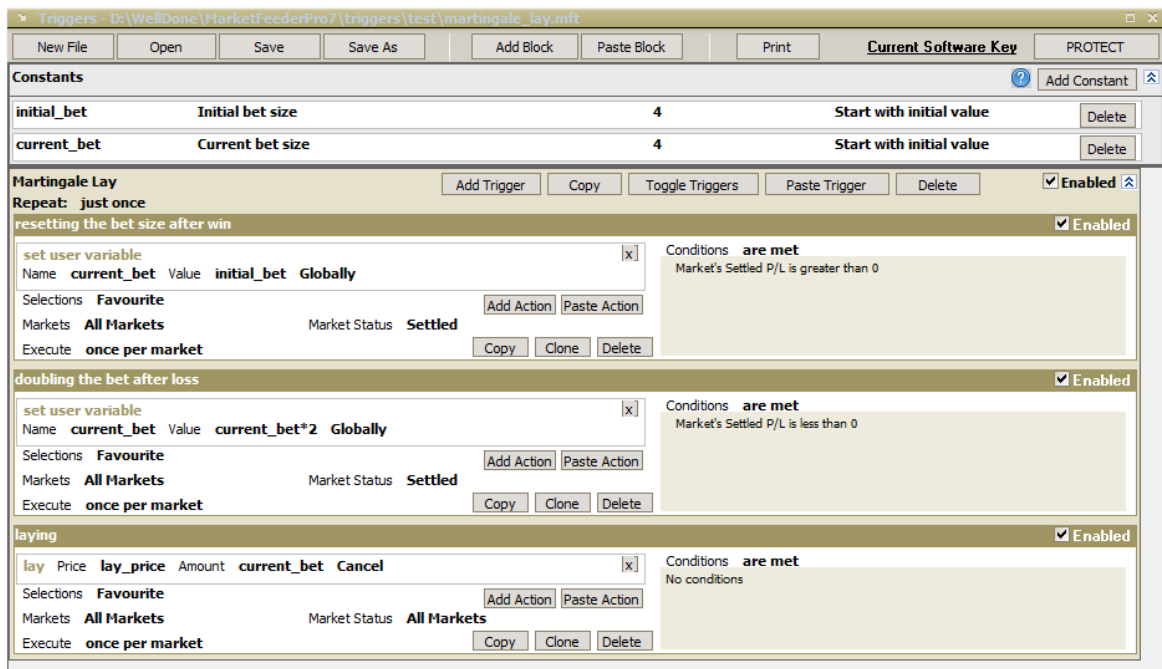 Triggers - D:\WellDone\MarketFeederPro7\triggers\test\martingale_lay.mft
New File Open Save Save As Add Block Paste Block Print Current Software Key PROTECT
Constants ? Add Constant
initial_bet Initial bet size 4 Start with initial value Delete
current_bet Current bet size 4 Start with initial value Delete
Martingale Lay Add Trigger Copy Toggle Triggers Paste Trigger Delete Enabled
Repeat: just once
resetting the bet size after win Enabled
set user variable x Conditions are met
Name current_bet Value initial_bet Globally Market's Settled P/L is greater than 0
Selections Favourite Add Action Paste Action
Markets All Markets Market Status Settled
Execute once per market Copy Clone Delete
doubling the bet after loss Enabled
set user variable x Conditions are met
Name current_bet Value current_bet*2 Globally Market's Settled P/L is less than 0
Selections Favourite Add Action Paste Action
Markets All Markets Market Status Settled
Execute once per market Copy Clone Delete
laying Enabled
lay Price lay_price Amount current_bet Cancel x Conditions are met
No conditions
Selections Favourite Add Action Paste Action
Markets All Markets Market Status All Markets
Execute once per market Copy Clone Delete